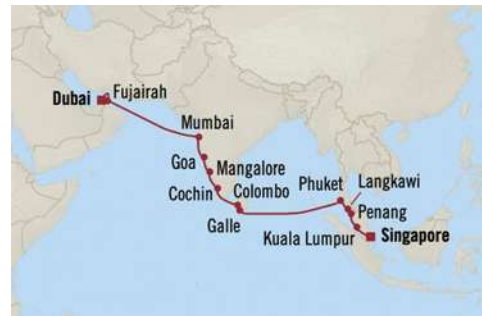 Dubai
Fujairah
Mumbai
Goa
Mangalore
Cochin
Colombo
Galle
Phuket
Langkawi
Penang
Kuala Lumpur
Singapore